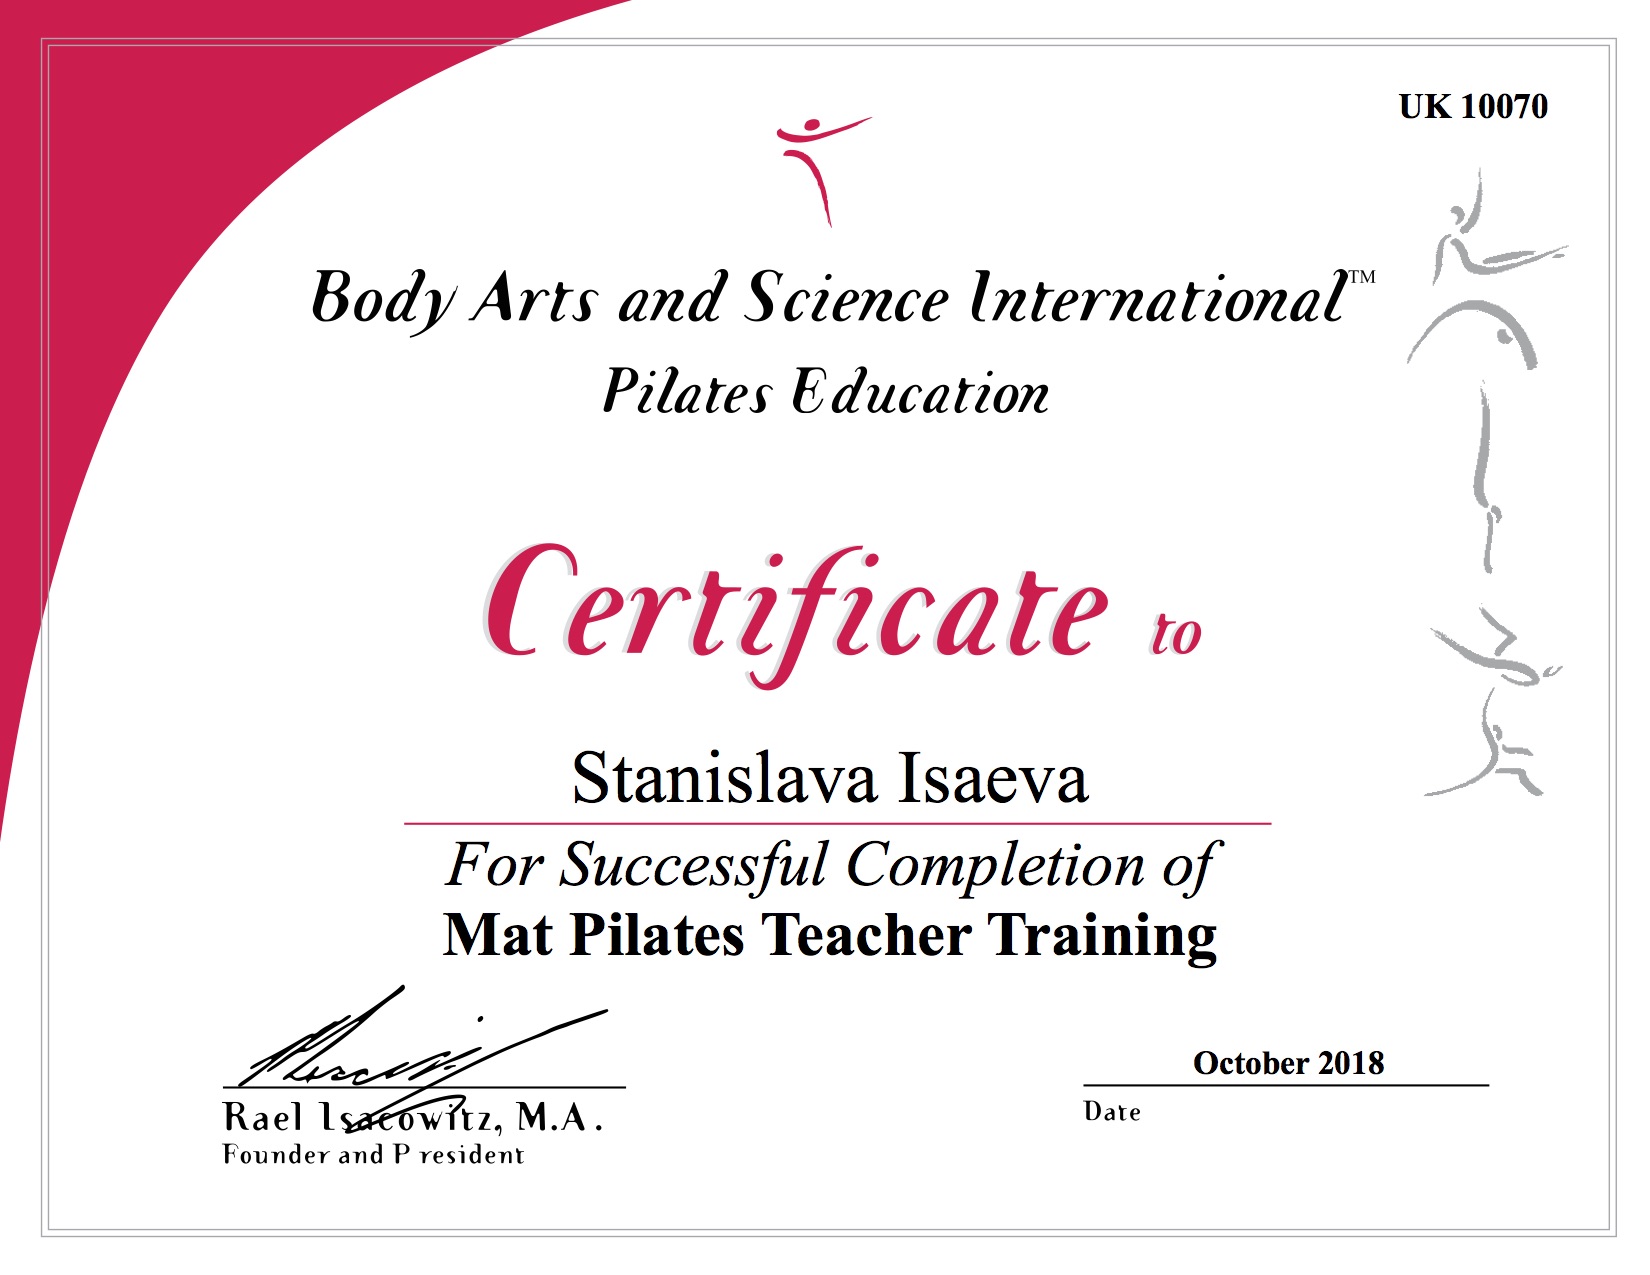 UK 10070
Body Arts and Science International™
Pilates Education
Certificate to
Stanislava Isaeva
For Successful Completion of
Mat Pilates Teacher Training
October 2018
Rael Isacowitz, M.A.
Date
Founder and President